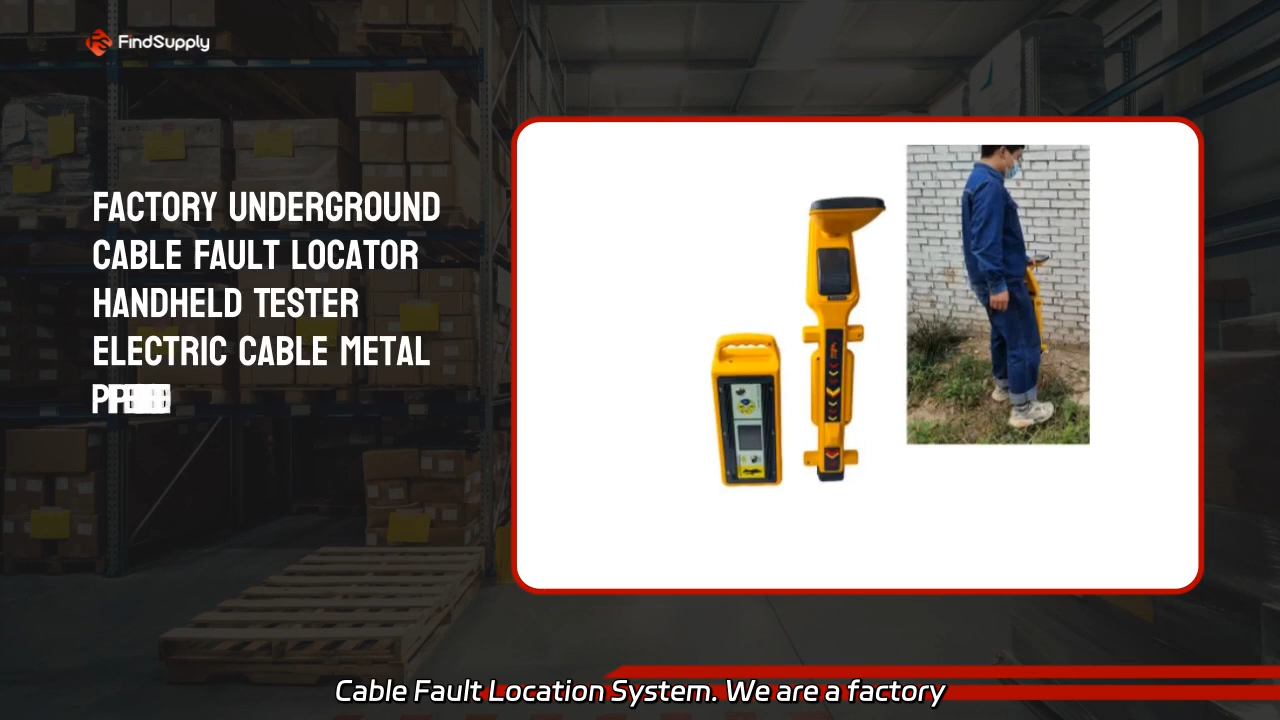 FindSupply
FACTORY UNDERGROUND
CABLE FAULT LOCATOR
HANDHELD TESTER
ELECTRIC CABLE METAL
Cable Fault Location System. We are a factory